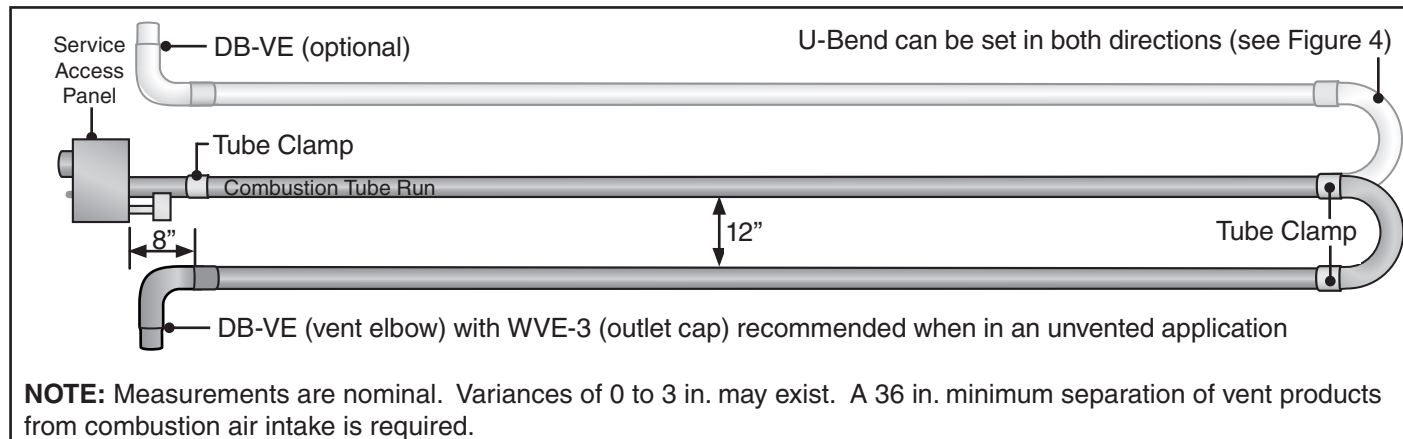 DB-VE (optional)
U-Bend can be set in both directions (see Figure 4)
Service
Access
Panel
Tube Clamp
Combustion Tube Run
8”
12”
Tube Clamp
DB-VE (vent elbow) with WVE-3 (outlet cap) recommended when in an unvented application
NOTE: Measurements are nominal. Variances of 0 to 3 in. may exist. A 36 in. minimum separation of vent products
from combustion air intake is required.